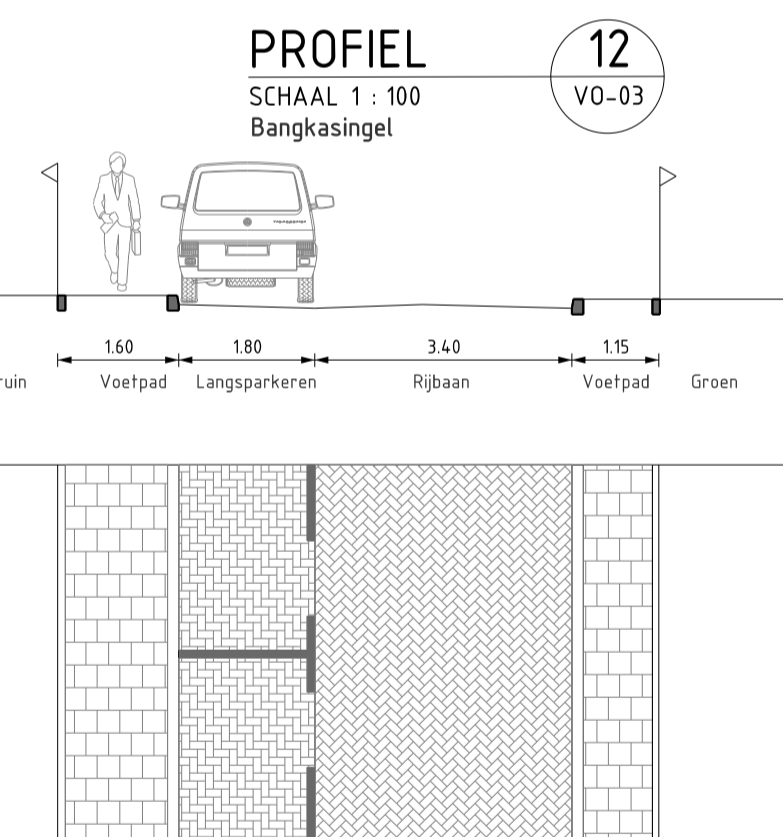 PROFIEL
12
SCHAAL 1 : 100
VO-03
Bangkasingel
1.60
1.80
3.40
1.15
ruin
Voetpad
Langsparkeren
Rijbaan
Voetpad
Groen